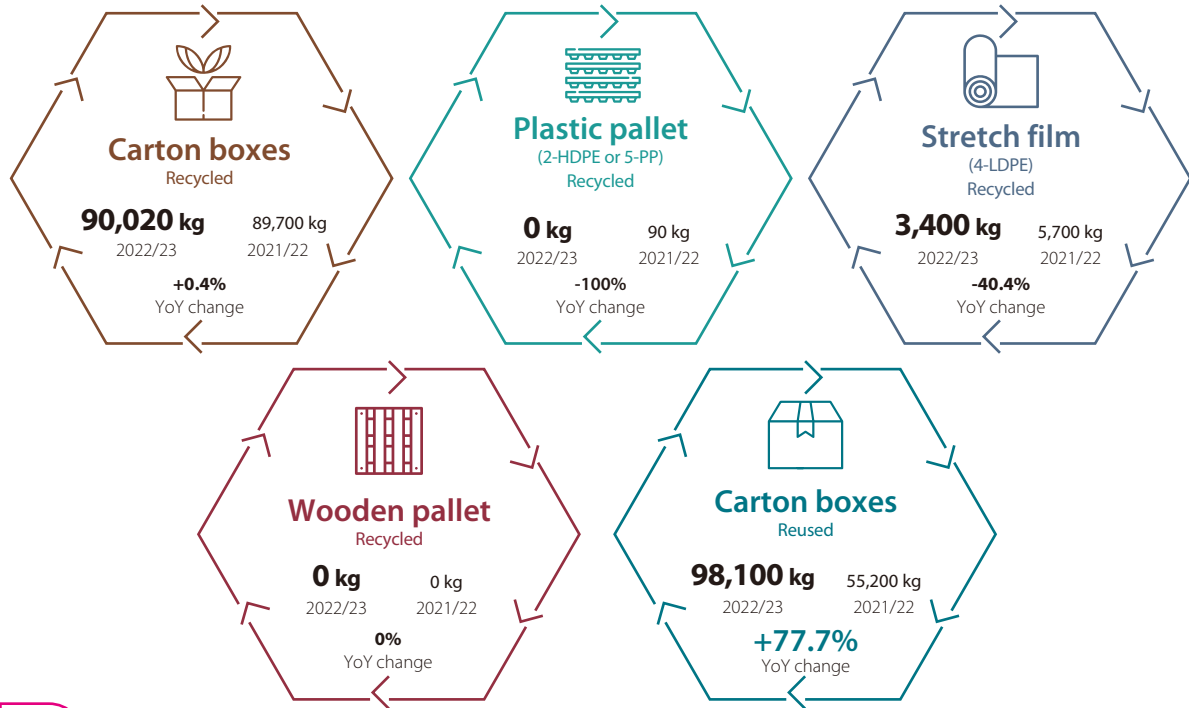 Carton boxes
Recycled
90,020 kg
2022/23
89,700 kg
2021/22
+0.4%
YoY change
Plastic pallet
(2-HDPE or 5-PP)
Recycled
0 kg
2022/23
90 kg
2021/22
-100%
YoY change
Stretch film
(4-LDPE)
Recycled
3,400 kg
2022/23
5,700 kg
2021/22
-40.4%
YoY change
Wooden pallet
Recycled
0 kg
2022/23
0 kg
2021/22
0%
YoY change
Carton boxes
Reused
98,100 kg
2022/23
55,200 kg
2021/22
+77.7%
YoY change